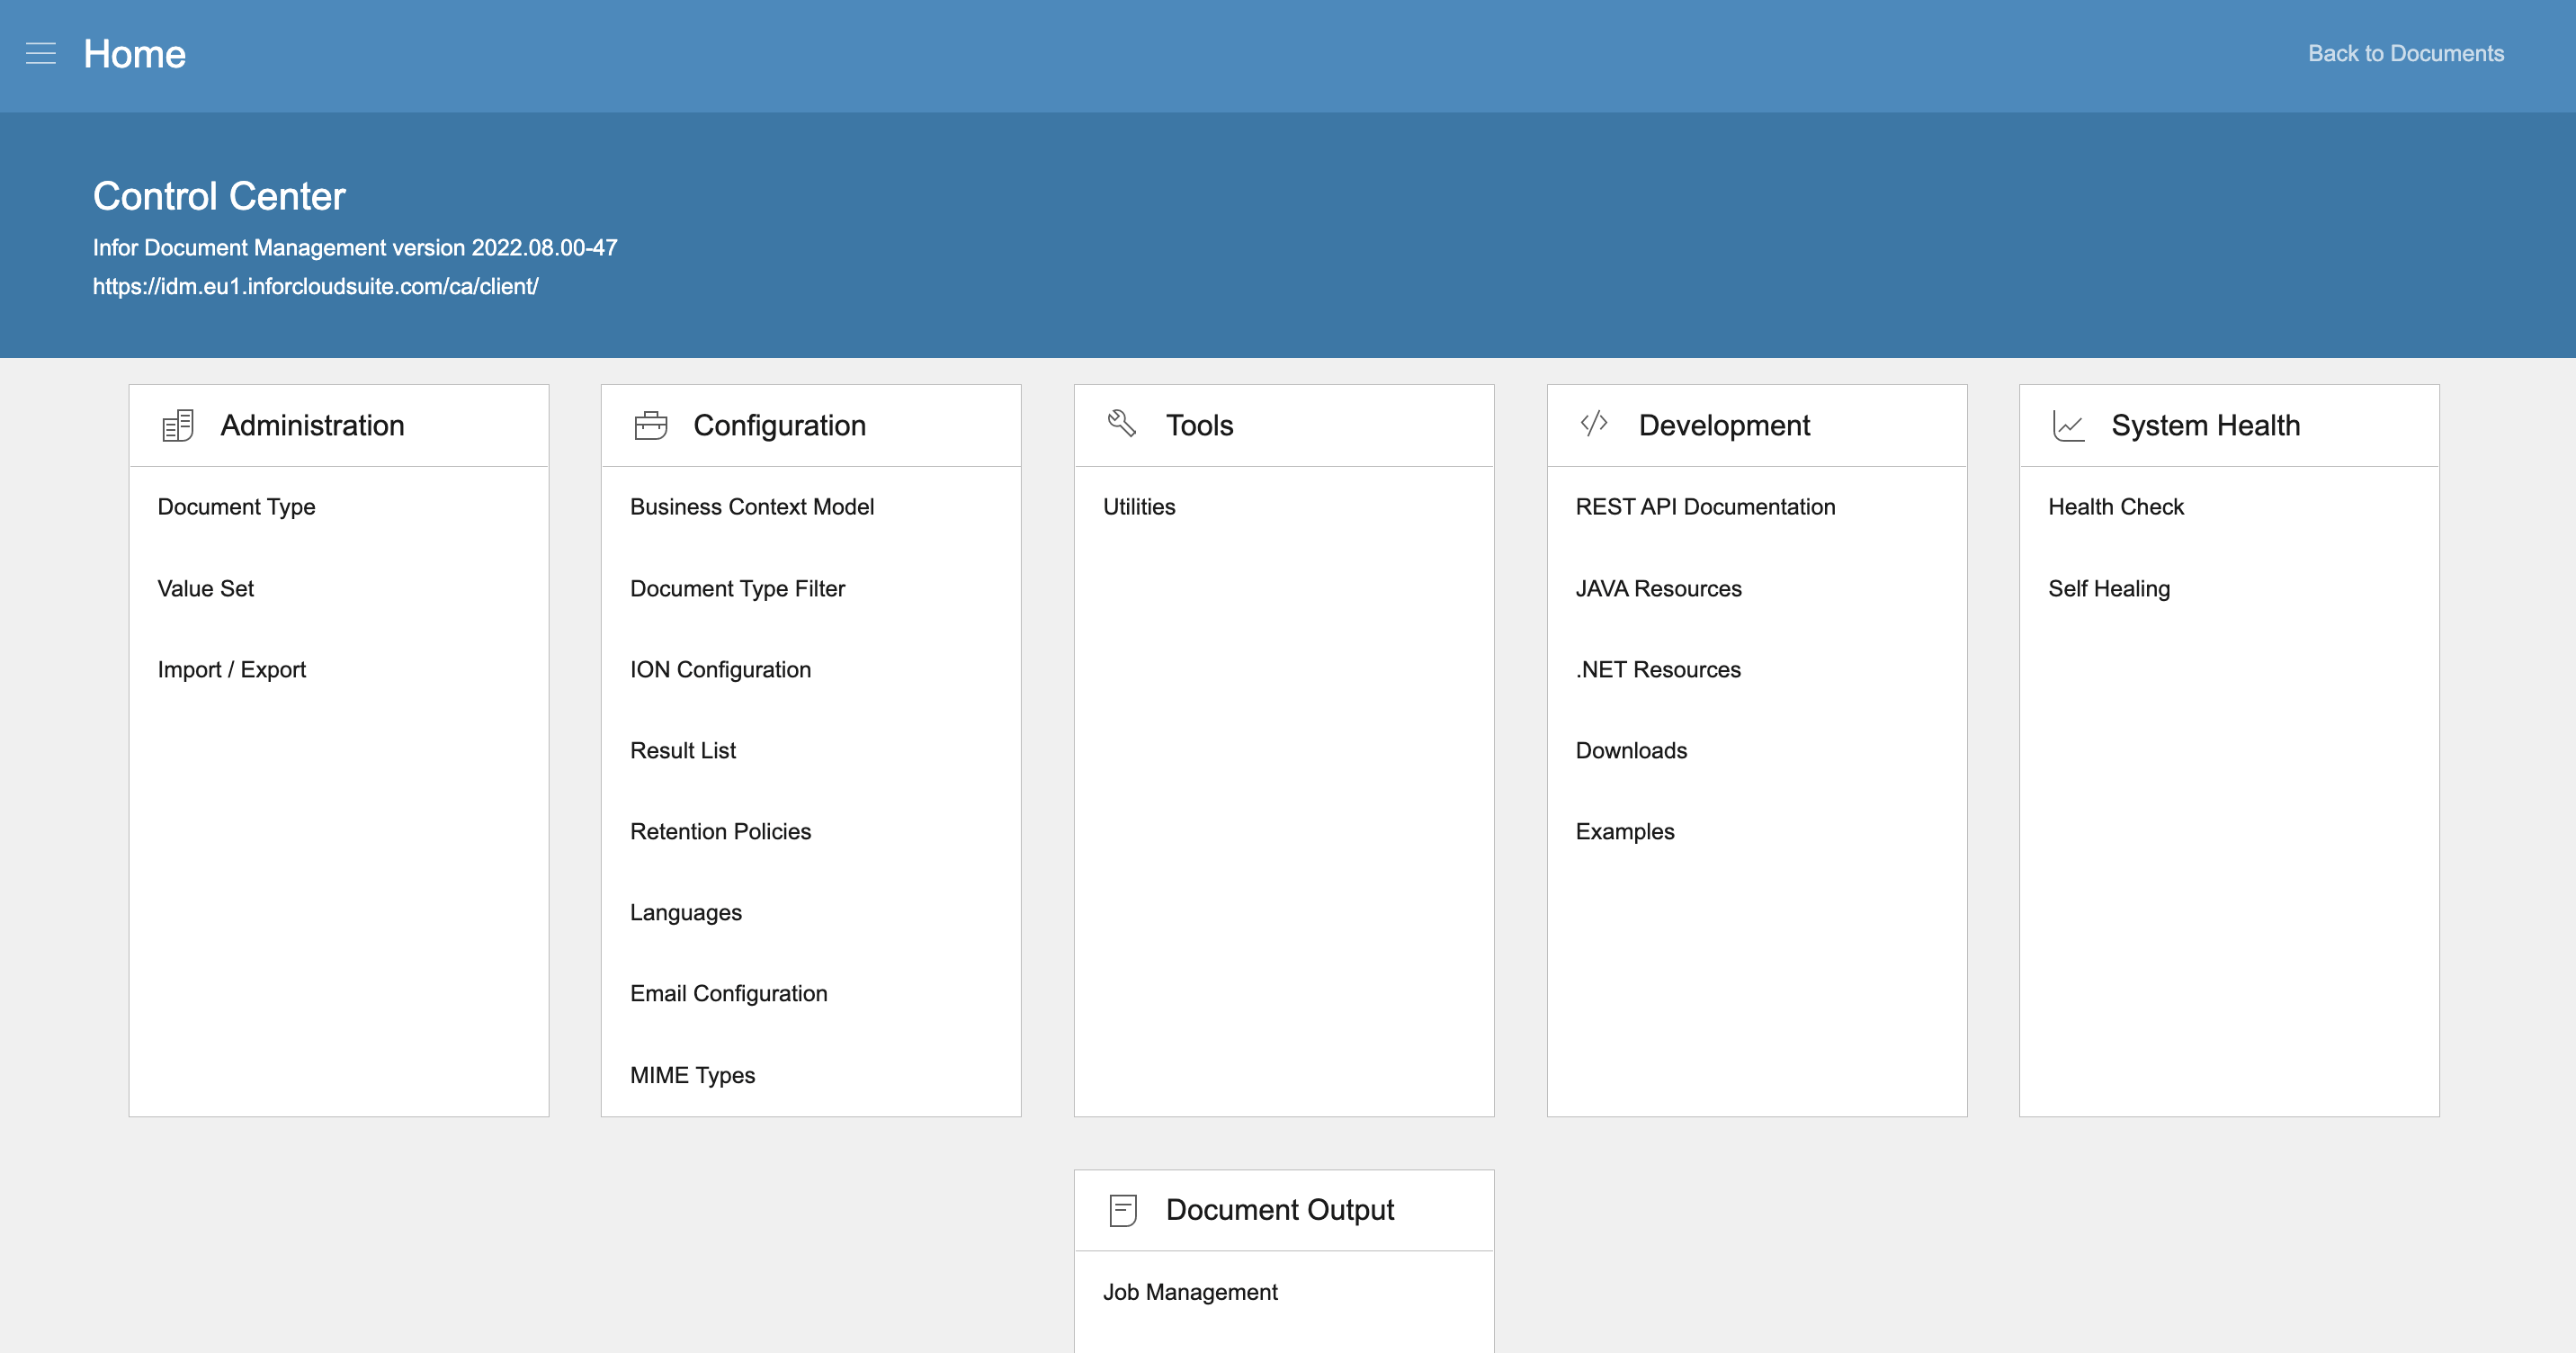 Home
Back to Documents
Control Center
Infor Document Management version 2022.08.00-47
https://idm.eu1.inforcloudsuite.com/ca/client/
Administration
Document Type
Value Set
Import / Export
Configuration
Business Context Model
Document Type Filter
ION Configuration
Result List
Retention Policies
Languages
Email Configuration
MIME Types
Tools
Utilities
Development
REST API Documentation
JAVA Resources
.NET Resources
Downloads
Examples
System Health
Health Check
Self Healing
Document Output
Job Management